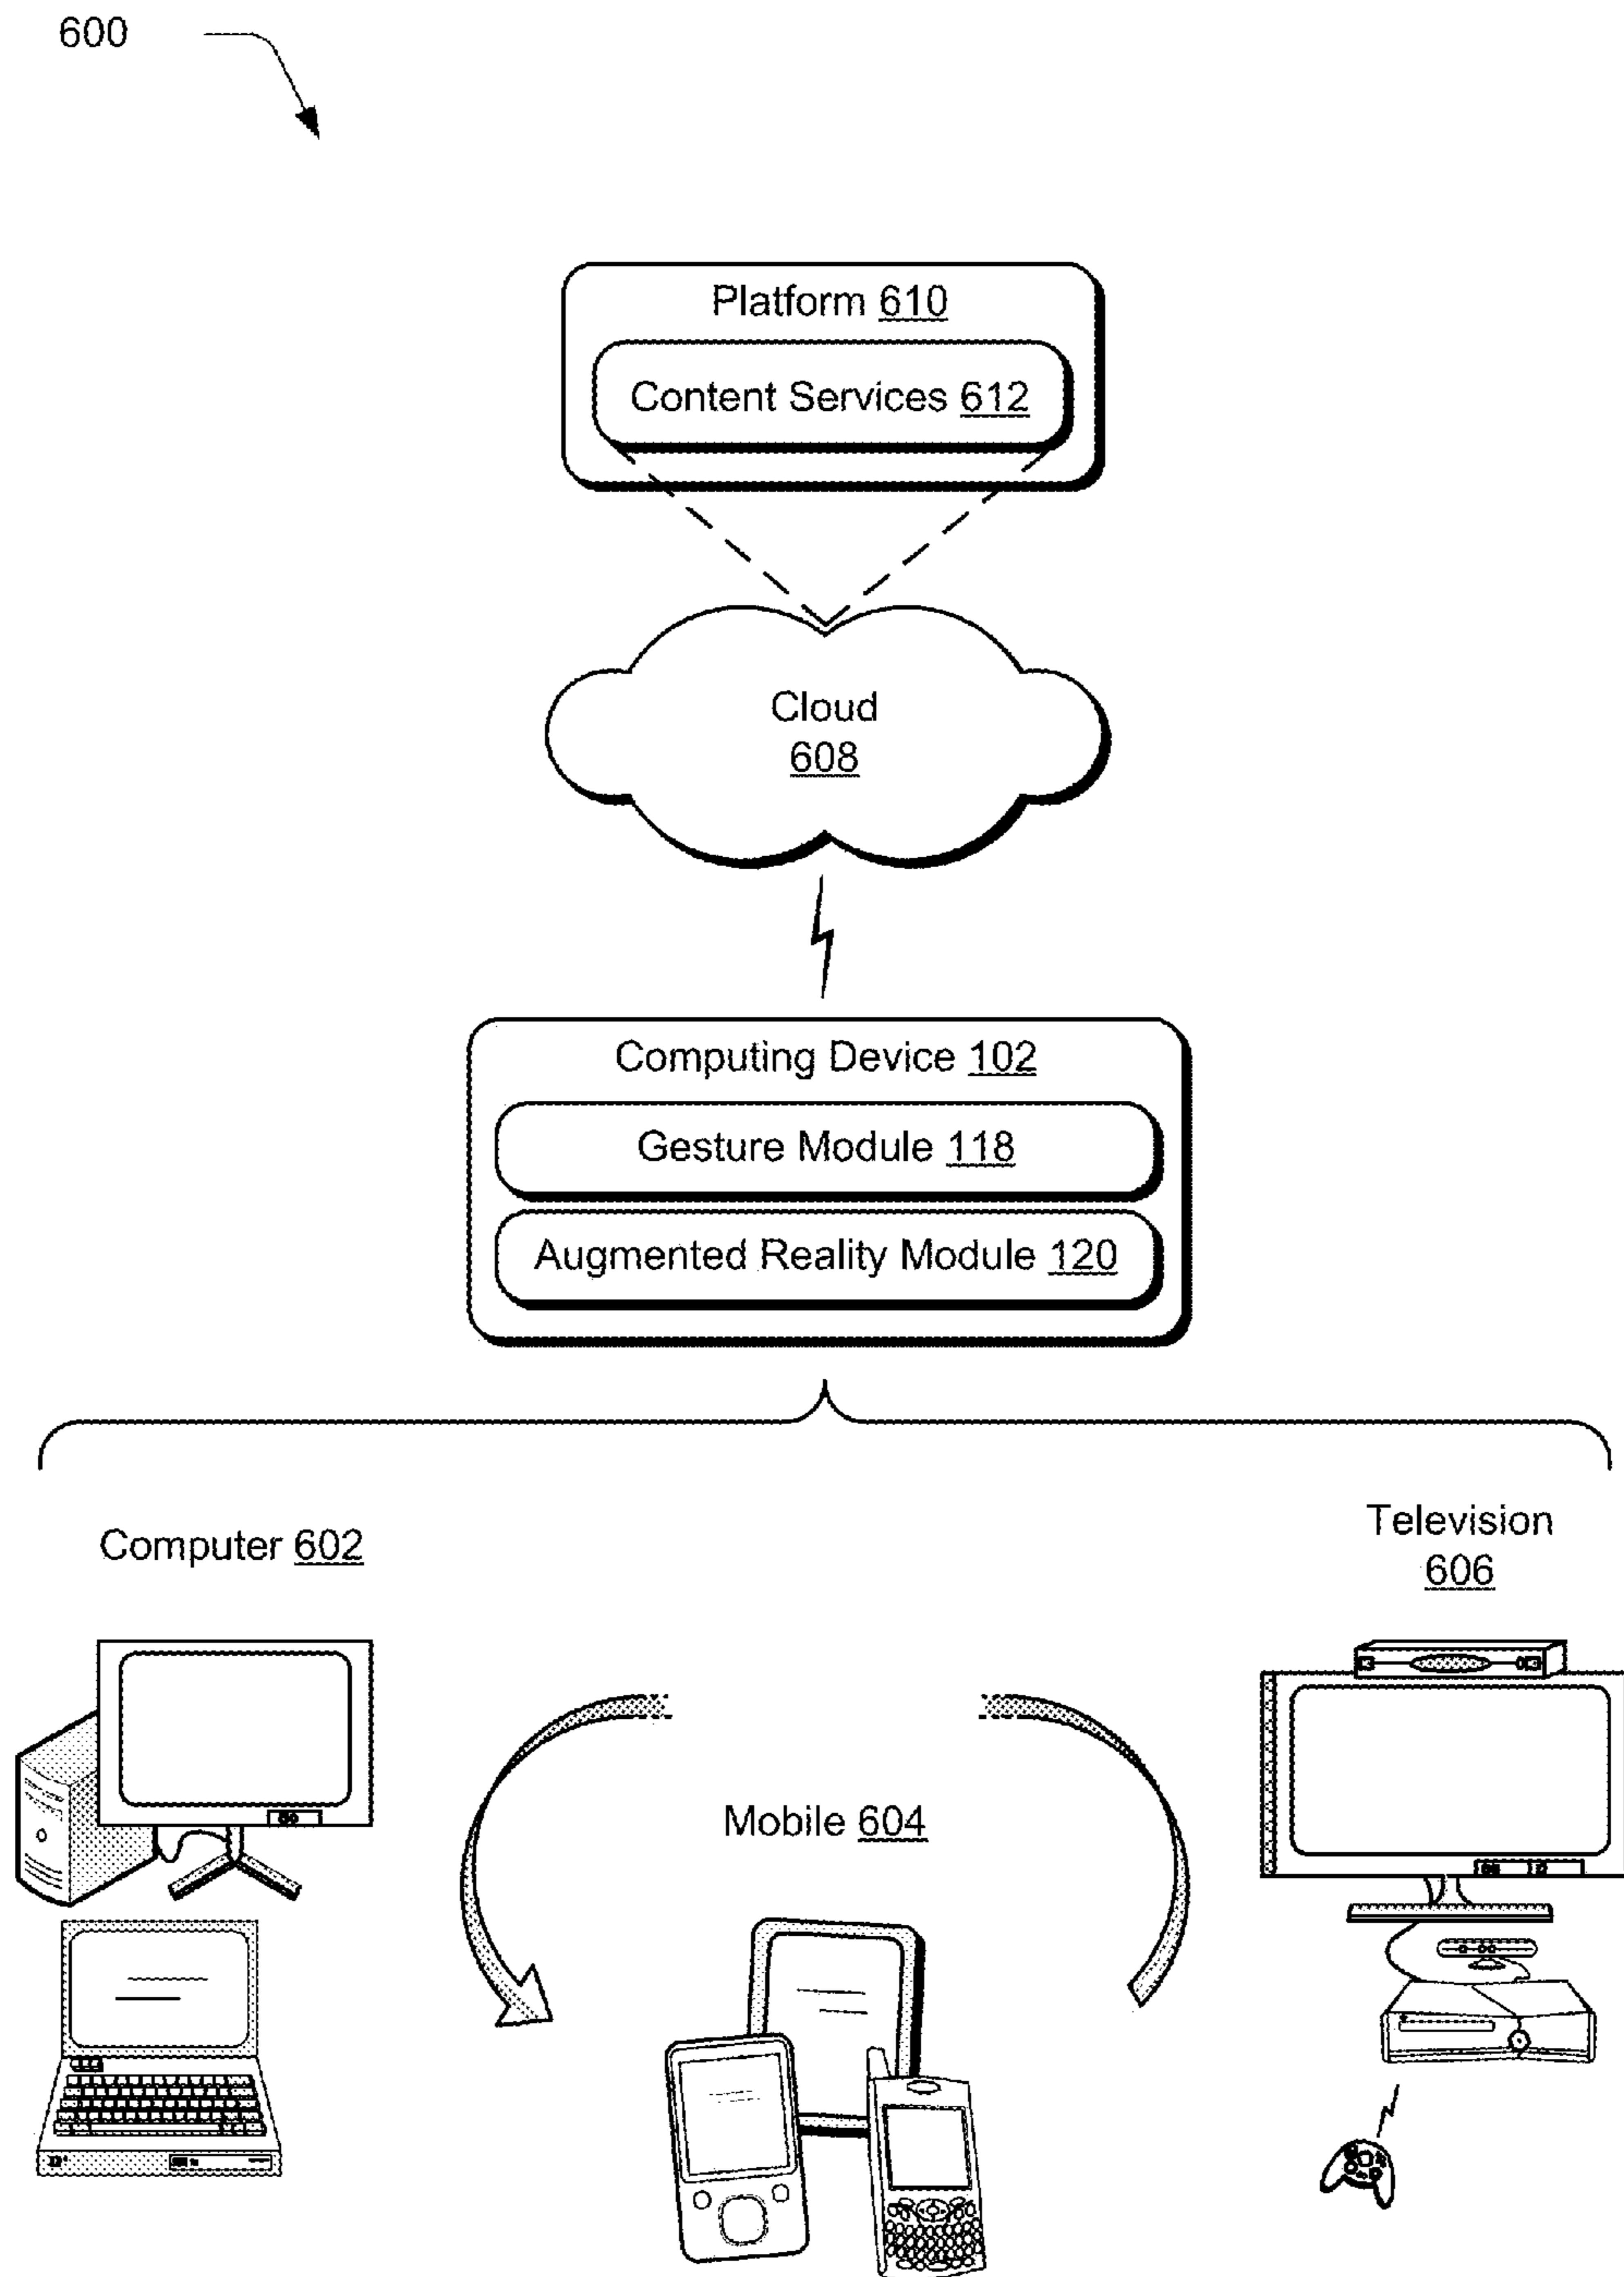 600
Platform 610
Content Services 612
Cloud
608
Computing Device 102
Gesture Module 118
Augmented Reality Module 120
Computer 602
Television
606
Mobile 604